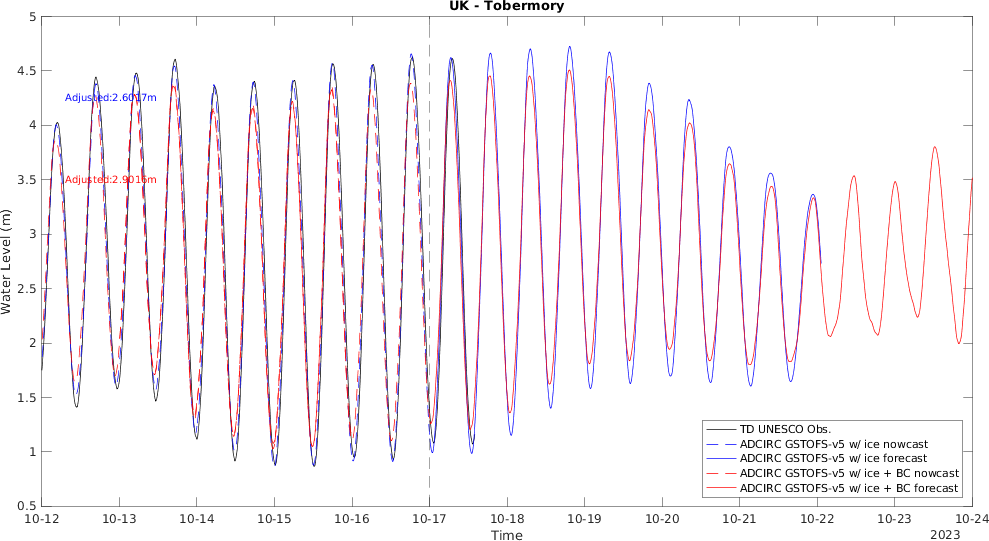 UK - Tobermory
5
4.5
4
3.5
3
2.5
2
1.5
1
0.5
Water Level (m)
Adjusted:2.6017m
Adjusted:2.9016m
TD UNESCO Obs.
ADCIRC GSTOFS-v5 w/ ice nowcast
ADCIRC GSTOFS-v5 w/ ice forecast
ADCIRC GSTOFS-v5 w/ ice + BC nowcast
ADCIRC GSTOFS-v5 w/ ice + BC forecast
10-12 10-13 10-14 10-15 10-16 10-17 10-18 10-19 10-20 10-21 10-22 10-23 10-24
Time
2023